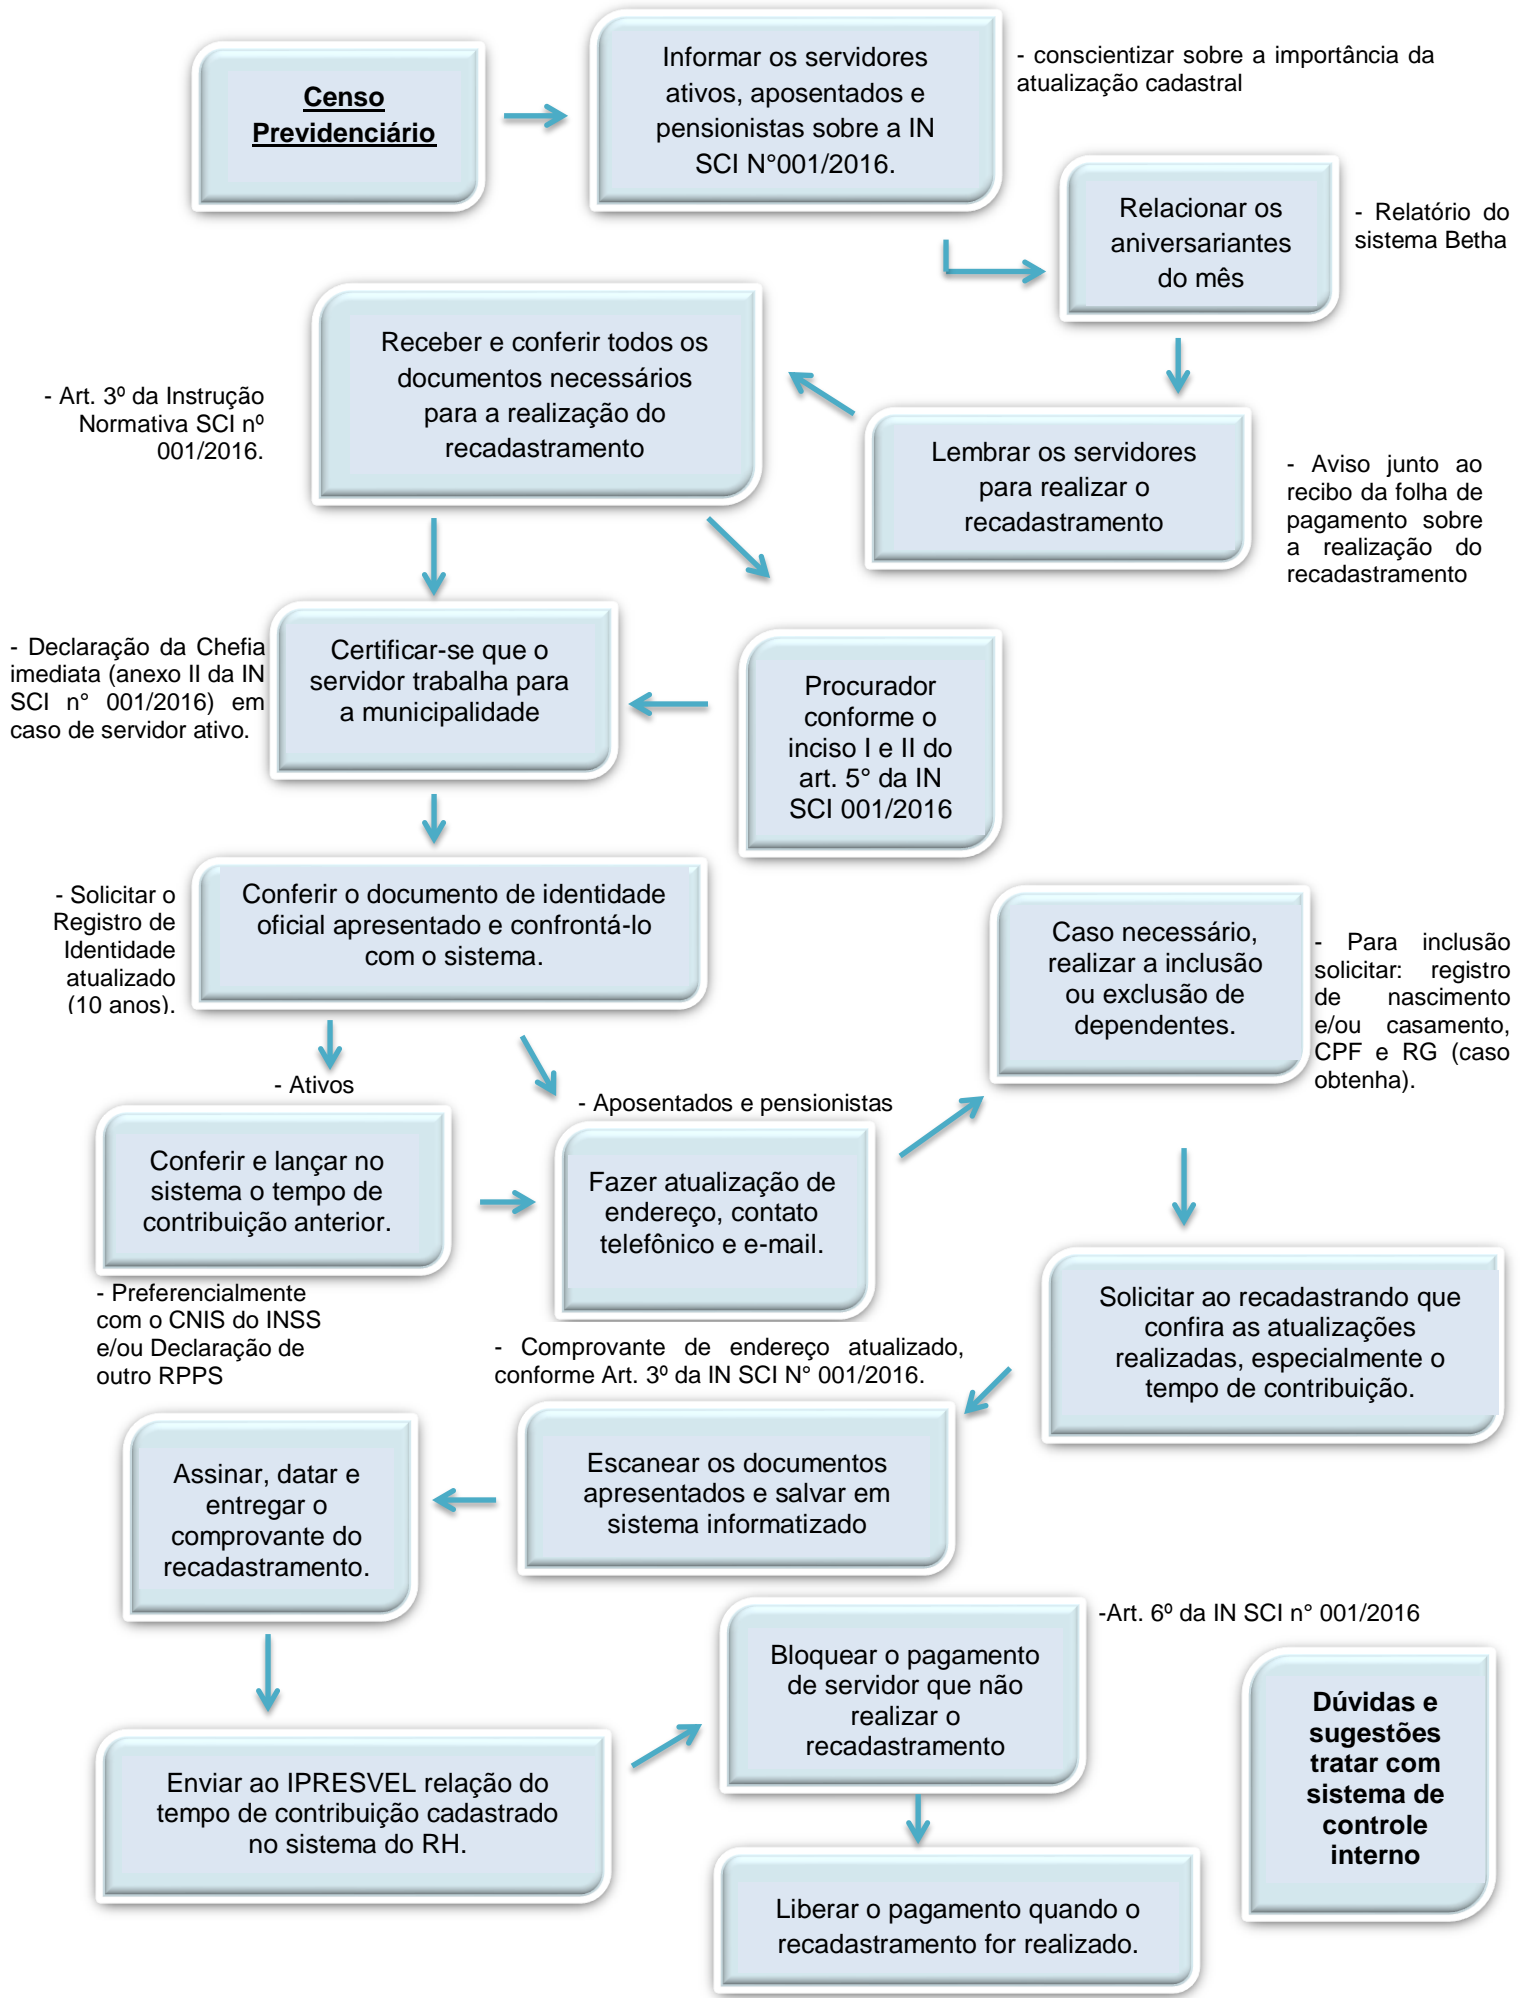 Censo
Previdenciário
Informar os servidores
ativos, aposentados e
pensionistas sobre a IN
SCI N°001/2016.
- conscientizar sobre a importância da
atualização cadastral
Relacionar os
aniversariantes
do mês
- Relatório do
sistema Betha
Receber e conferir todos os
documentos necessários
para a realização do
recadastramento
- Art. 3º da Instrução
Normativa SCI nº
001/2016.
Lembrar os servidores
para realizar o
recadastramento
- Aviso junto ao
recibo da folha de
pagamento sobre
a realização do
recadastramento
Certificar-se que o
servidor trabalha para
a municipalidade
- Declaração da Chefia
imediata (anexo II da IN
SCI n° 001/2016) em
caso de servidor ativo.
Procurador
conforme o
inciso I e II do
art. 5° da IN
SCI 001/2016
Conferir o documento de identidade
oficial apresentado e confrontá-lo
com o sistema.
- Solicitar o
Registro de
Identidade
atualizado
(10 anos).
Caso necessário,
realizar a inclusão
ou exclusão de
dependentes.
- Para inclusão
solicitar: registro
de nascimento
e/ou casamento,
CPF e RG (caso
obtenha).
- Ativos
- Aposentados e pensionistas
Conferir e lançar no
sistema o tempo de
contribuição anterior.
Fazer atualização de
endereço, contato
telefônico e e-mail.
- Preferencialmente
com o CNIS do INSS
e/ou Declaração de
outro RPPS
- Comprovante de endereço atualizado,
conforme Art. 3º da IN SCI N° 001/2016.
Solicitar ao recadastrando que
confira as atualizações
realizadas, especialmente o
tempo de contribuição.
Escanear os documentos
apresentados e salvar em
sistema informatizado
Assinar, datar e
entregar o
comprovante do
recadastramento.
Bloquear o pagamento
de servidor que não
realizar o
recadastramento
-Art. 6º da IN SCI n° 001/2016
Dúvidas e
sugestões
tratar com
sistema de
controle
interno
Enviar ao IPRESVEL relação do
tempo de contribuição cadastrado
no sistema do RH.
Liberar o pagamento quando o
recadastramento for realizado.